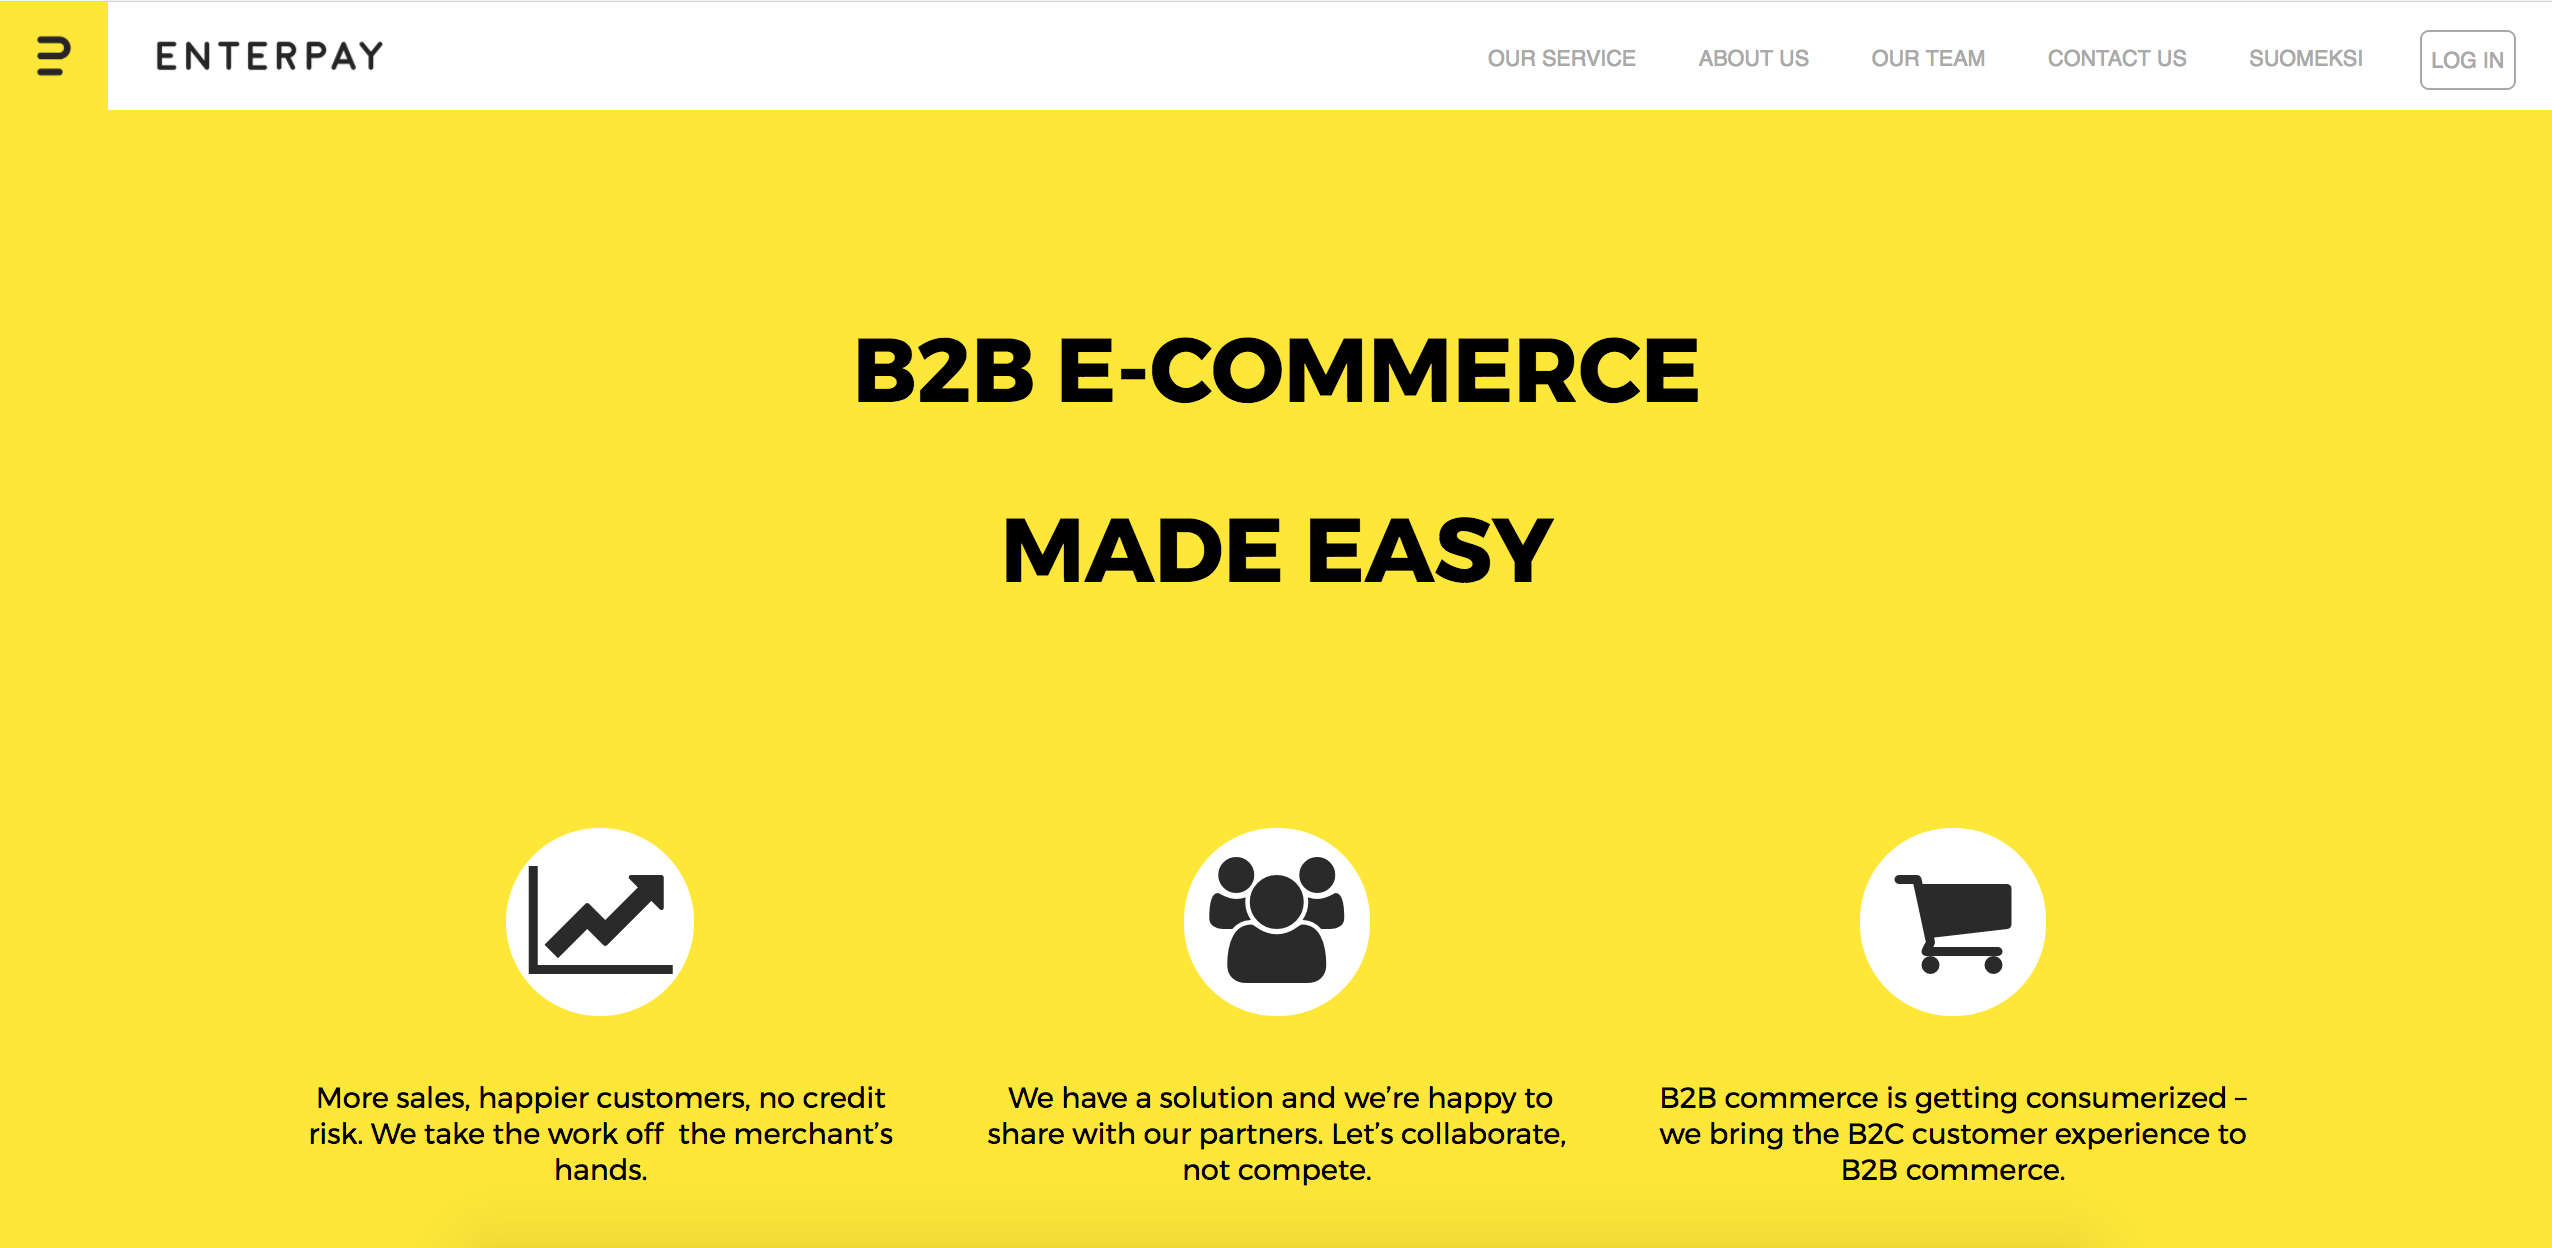 ENTERPAY
OUR SERVICE
ABOUT US
OUR TEAM
CONTACT US
SUOMEKSI
LOG IN
B2B E-COMMERCE
MADE EASY
More sales, happier customers, no credit
risk. We take the work off  the merchant’s
hands.
We have a solution and we’re happy to
share with our partners. Let’s collaborate,
not compete.
B2B commerce is getting consumerized –
we bring the B2C customer experience to
B2B commerce.